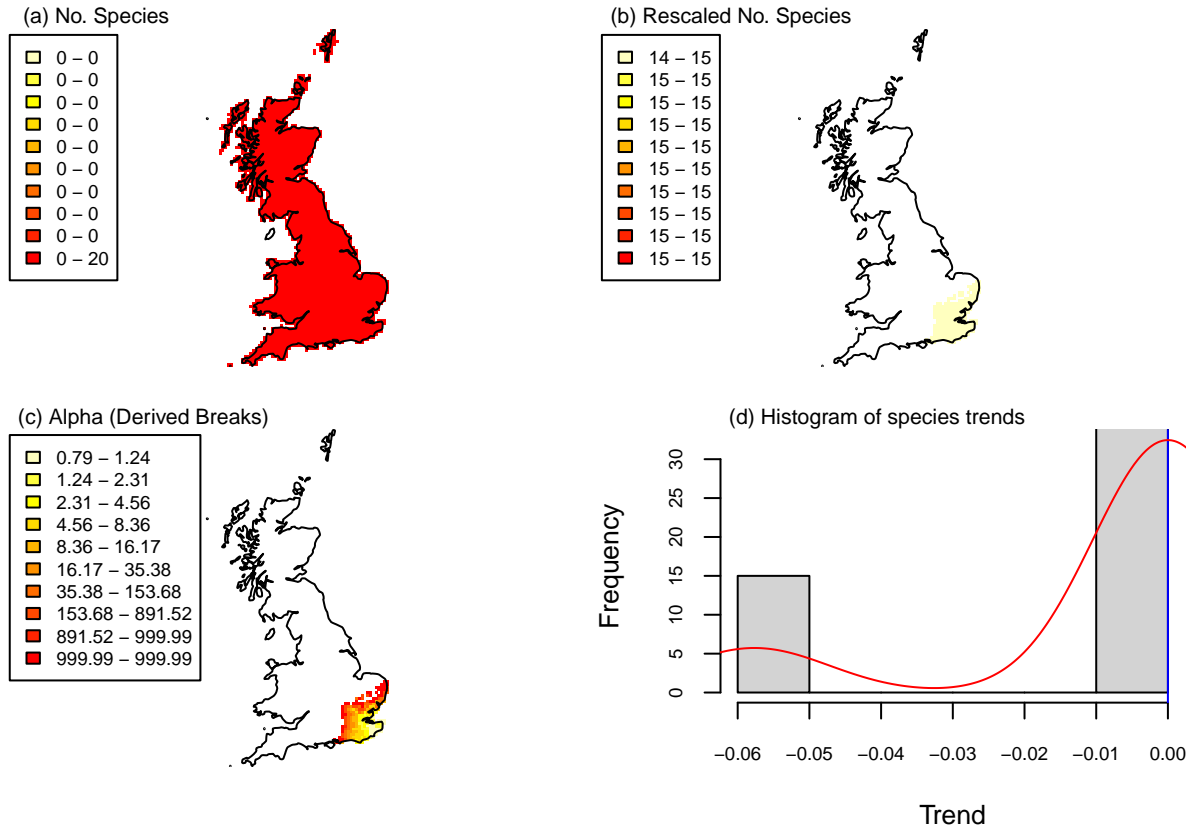 (a) No. Species
0 – 0
0 – 0
0 – 0
0 – 0
0 – 0
0 – 0
0 – 0
0 – 0
0 – 0
0 – 20
(b) Rescaled No. Species
14 – 15
15 – 15
15 – 15
15 – 15
15 – 15
15 – 15
15 – 15
15 – 15
15 – 15
15 – 15
(c) Alpha (Derived Breaks)
0.79 – 1.24
1.24 – 2.31
2.31 – 4.56
4.56 – 8.36
8.36 – 16.17
16.17 – 35.38
35.38 – 153.68
153.68 – 891.52
891.52 – 999.99
999.99 – 999.99
(d) Histogram of species trends
Frequency
30
25
20
15
10
5
0
−0.06 −0.05 −0.04 −0.03 −0.02 −0.01 0.00
Trend